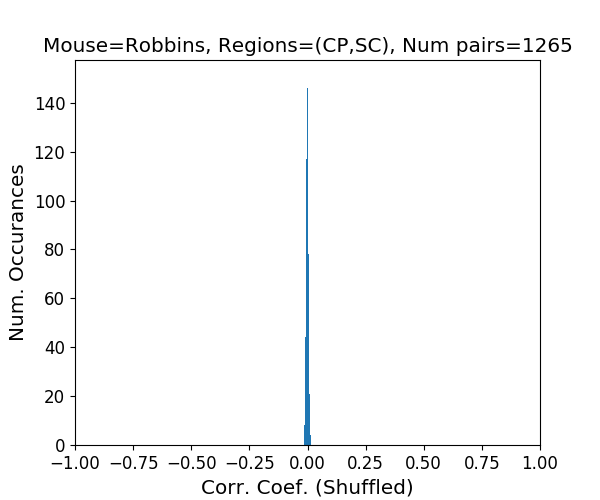 Mouse=Robbins, Regions=(CP,SC), Num pairs=1265
Num. Occurances
140
120
100
80
60
40
20
0
−1.00 −0.75 −0.50 −0.25 0.00 0.25 0.50 0.75 1.00
Corr. Coef. (Shuffled)